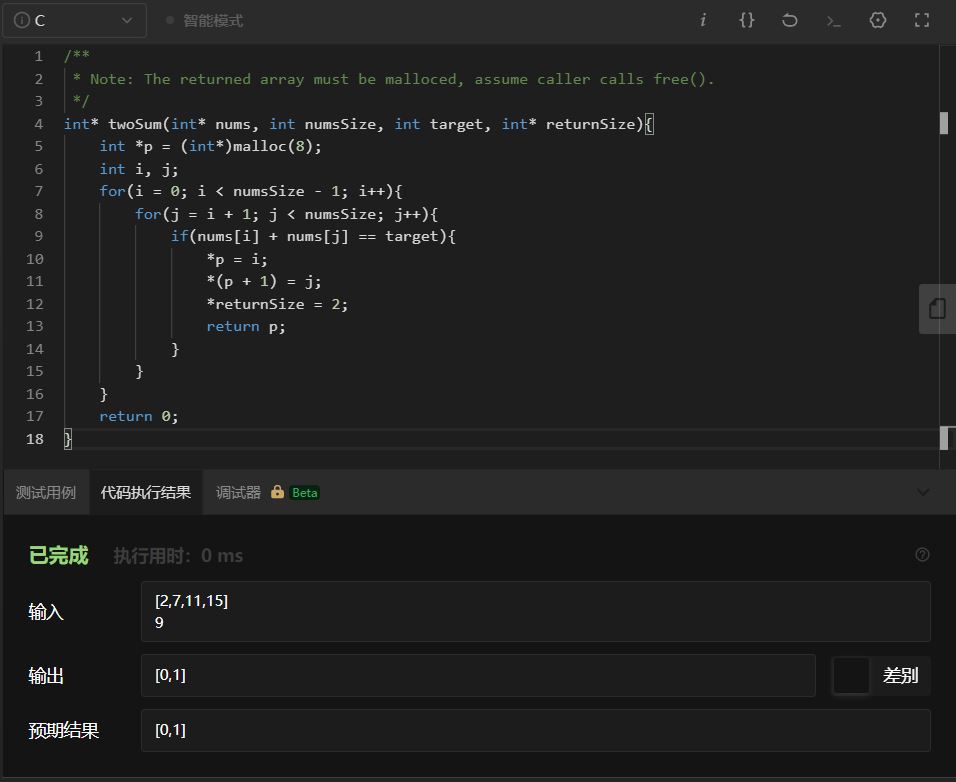 C
智能模式
1 /**
2 * Note: The returned array must be malloced, assume caller calls free().
3 */
4 int* twoSum(int* nums, int numsSize, int target, int* returnSize){
5 int *p = (int*)malloc(8);
6 int i, j;
7 for(i = 0; i < numsSize - 1; i++){
8 for(j = i + 1; j < numsSize; j++){
9 if(nums[i] + nums[j] == target){
10 *p = i;
11 *(p + 1) = j;
12 *returnSize = 2;
13 return p;
14 }
15 }
16 }
17 return 0;
18 }
测试用例 代码执行结果 调试器 Beta
已完成 执行用时: 0 ms
输入
[2,7,11,15]
9
输出 [0,1] 差别
预期结果 [0,1]